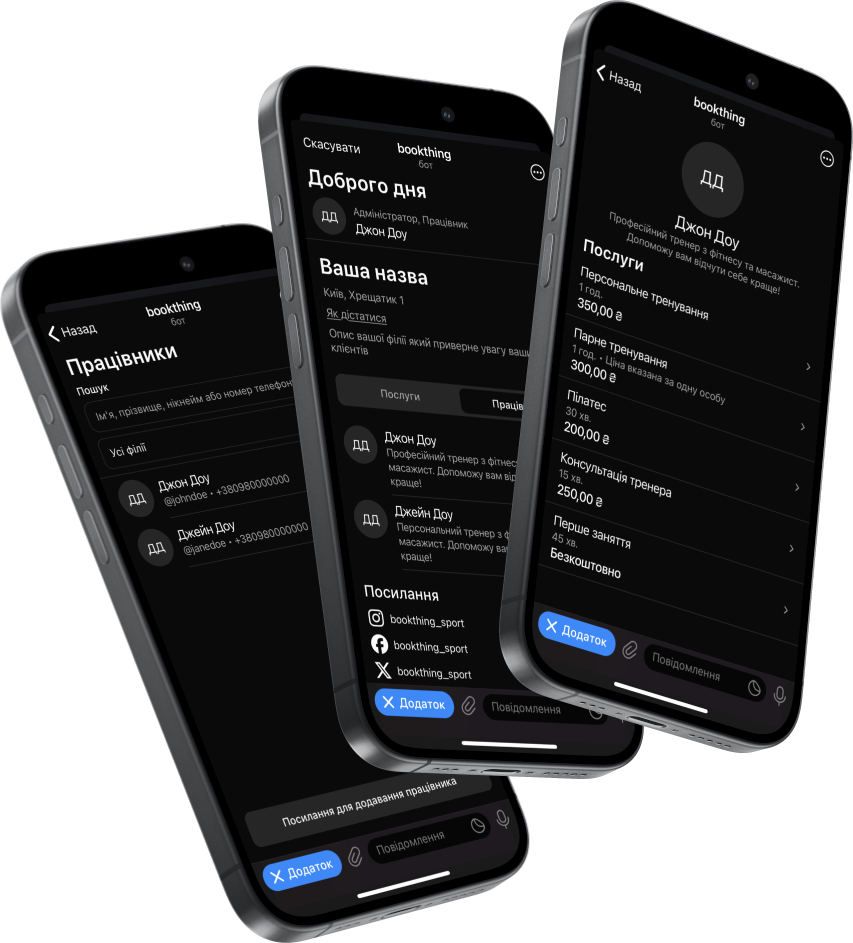 Назад
bookthing
бот
Працівники
Пошук
Ім'я, прізвище, нікнейм або номер телефон
Усі філії
ДД
Джон Доу
@johndoe • +380980000000
ДД
Джейн Доу
@janedoe • +380980000000
Посилання для додавання працівника
Додаток
Повідомлення
Скасувати
bookthing
бот
Доброго дня
ДД
Адміністратор, Працівник
Джон Доу
Ваша назва
Київ, Хрещатик 1
Як дістатися
Опис вашої філії який приверне увагу ваши
клієнтів
Послуги
Праців
ДД
Джон Доу
Професійний тренер з фітнес
масажист. Допоможу вам від
краще!
ДД
Джейн Доу
Персональний тренер з ф
масажист. Допоможу ва
краще!
Посилання
bookthing_sport
bookthing_sport
bookthing_sport
Додаток
Повідомлення
Назад
bookthing
бот
ДД
Джон Доу
Професійний тренер з фітнесу та масажист.
Допоможу вам відчути себе краще!
Послуги
Персональне тренування
1 год.
350,00 ₴
Парне тренування
1 год. • Ціна вказана за одну особу
300,00 ₴
Пілатес
30 хв.
200,00 ₴
Консультація тренера
15 хв.
250,00 ₴
Перше заняття
45 хв.
Безкоштовно
Додаток
Повідомлення